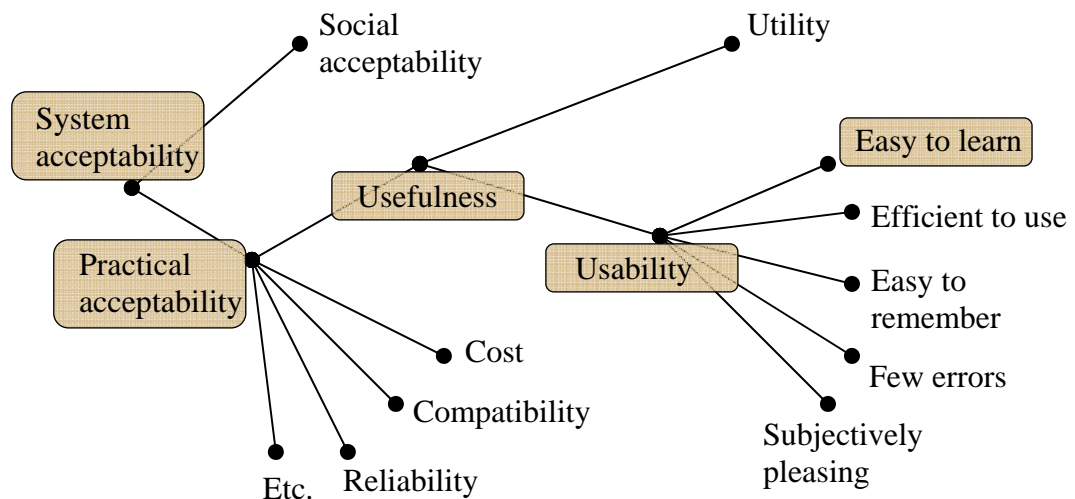 Social
acceptability
Utility
System
acceptability
Easy to learn
Usefulness
Efficient to use
Practical
acceptability
Usability
Easy to
remember
Cost
Few errors
Compatibility
Subjectively
pleasing
Reliability
Etc.